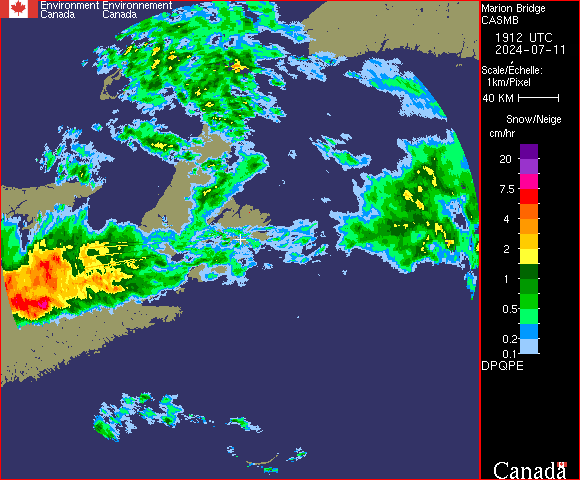 Environment Environnement
Canada Canada
Marion Bridge
CASMB
1912 UTC
2024-07-11
Scale/Echelle:
1km/Pixel
40 KM
Snow/Neige
cm/hr
20
7.5
4
2
1
0.5
0.2
0.1
DPQPE
Canada